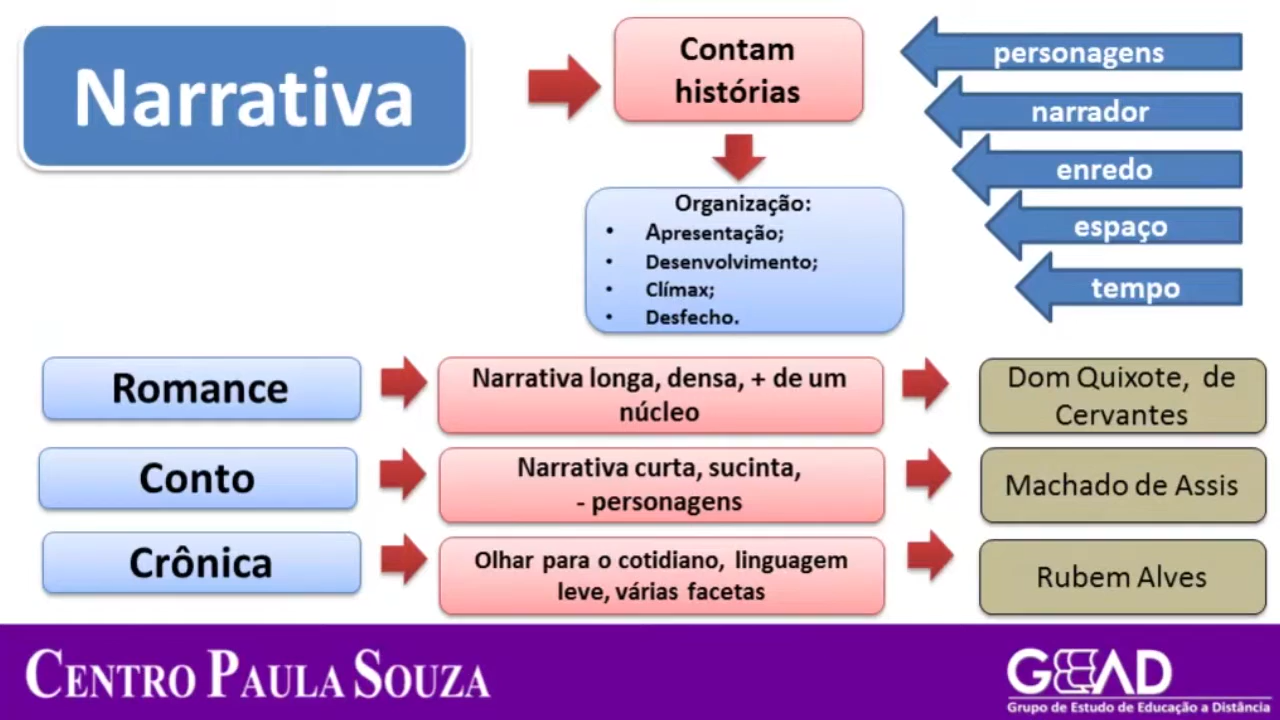 Narrativa
Contam
histórias
personagens
narrador
enredo
espaço
tempo
Organização:
• Apresentação;
• Desenvolvimento;
• Clímax;
• Desfecho.
Romance
Narrativa longa, densa, + de um
núcleo
Dom Quixote, de
Cervantes
Conto
Narrativa curta, sucinta,
- personagens
Machado de Assis
Crônica
Olhar para o cotidiano, linguagem
leve, várias facetas
Rubem Alves
CENTRO PAULA SOUZA
GEEAD
Grupo de Estudo de Educação a Distância